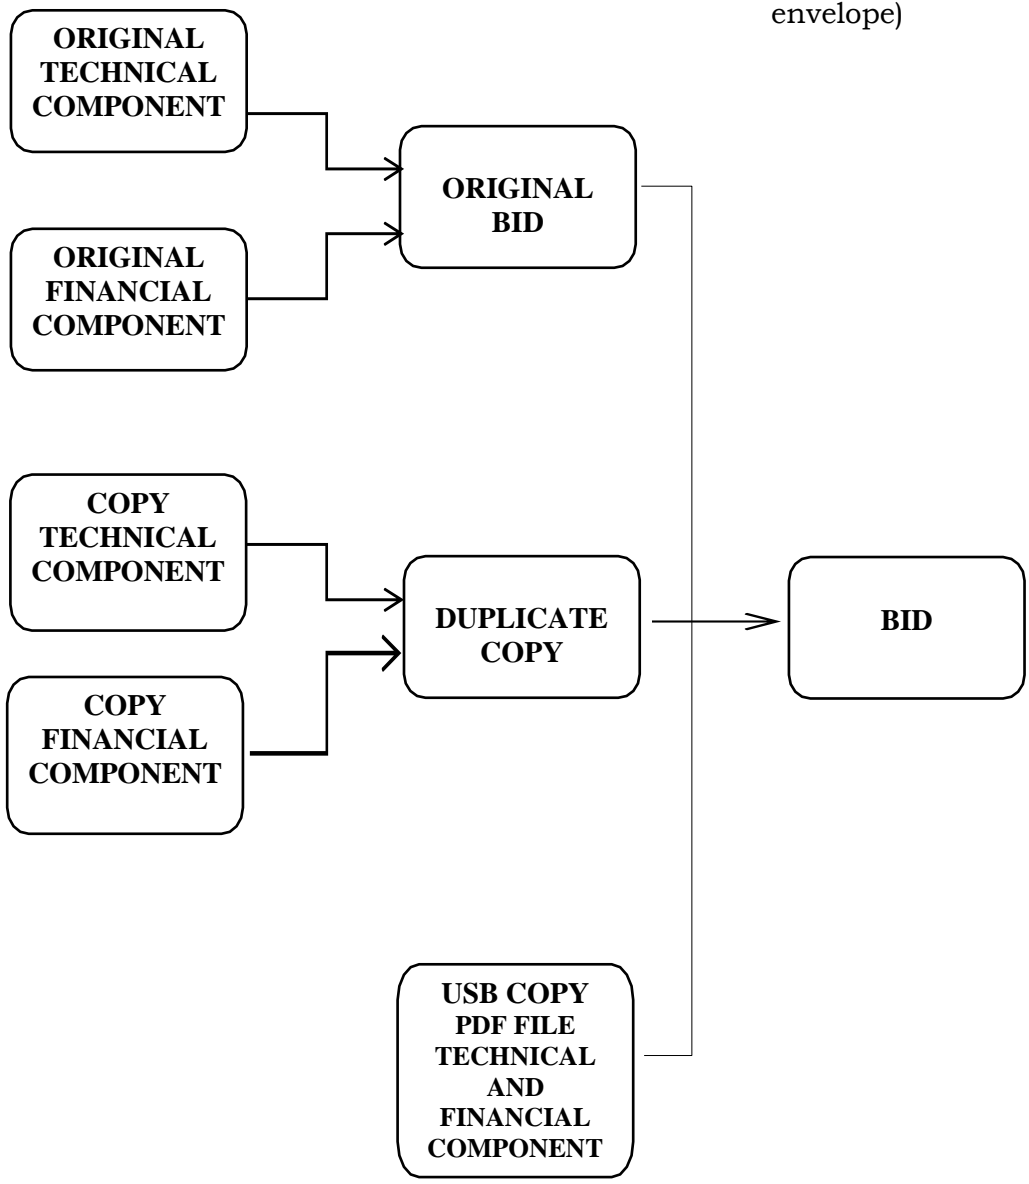 envelope)
ORIGINAL
TECHNICAL
COMPONENT
ORIGINAL
BID
ORIGINAL
FINANCIAL
COMPONENT
COPY
TECHNICAL
COMPONENT
DUPLICATE
COPY
BID
COPY
FINANCIAL
COMPONENT
USB COPY
PDF FILE
TECHNICAL
AND
FINANCIAL
COMPONENT